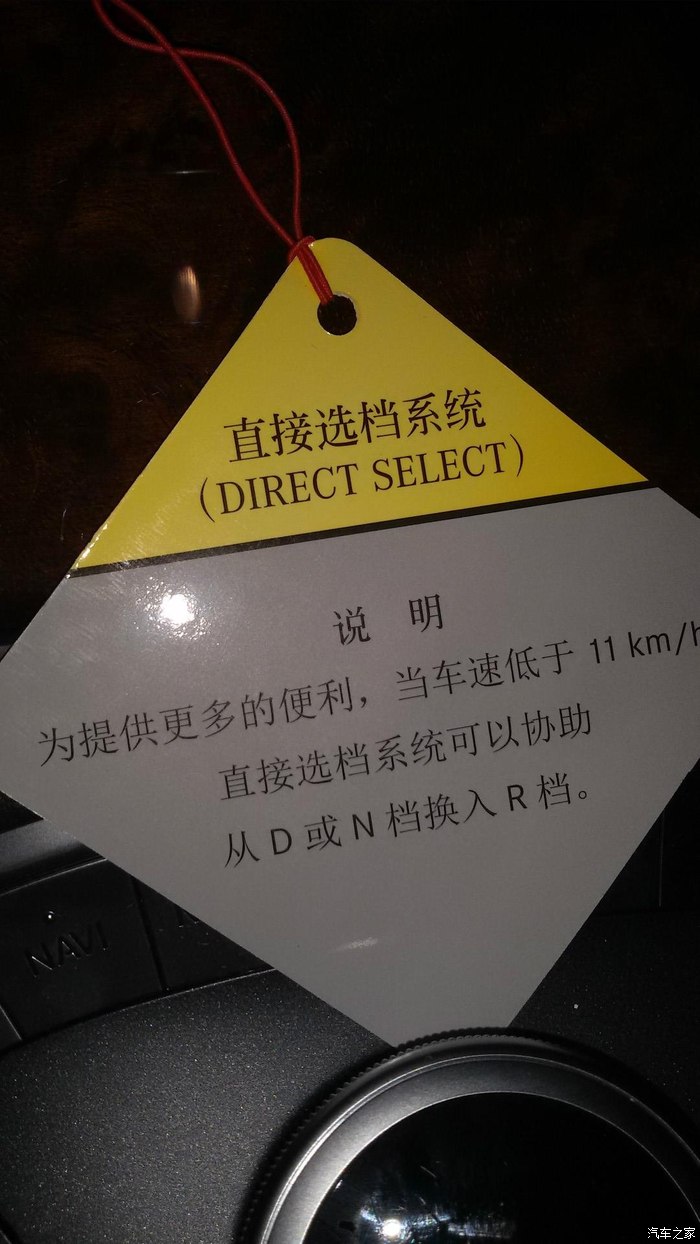 直接选档系统
(DIRECT SELECT)
说 明
为提供更多的便利，当车速低于 11 km/h
直接选档系统可以协助
从 D 或 N 档换入 R 档。
NAVI
汽车之家